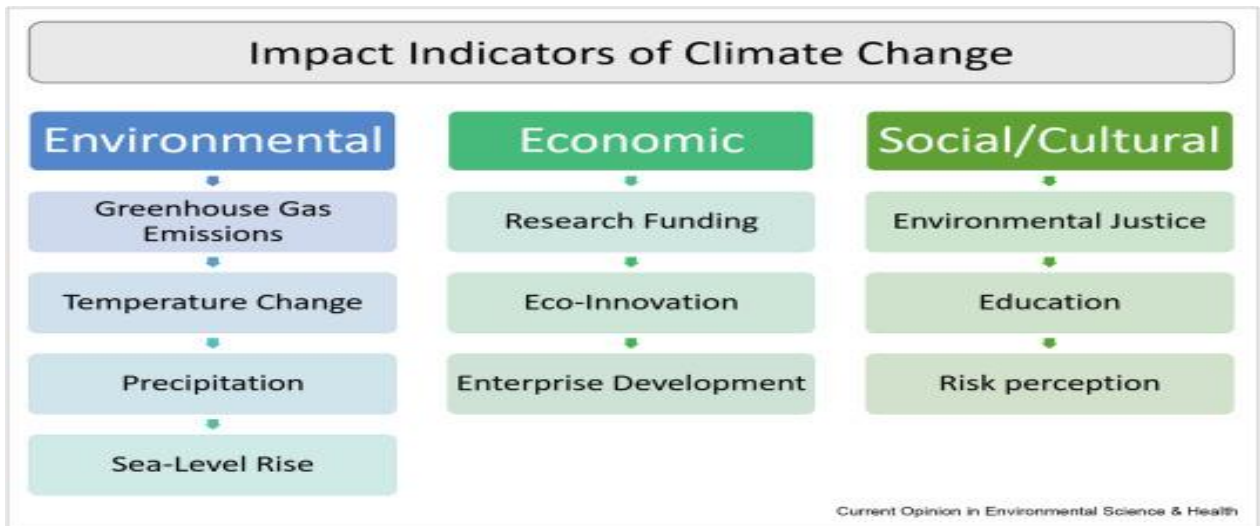 Impact Indicators of Climate Change
Environmental
Greenhouse Gas
Emissions
Temperature Change
Precipitation
Sea-Level Rise
Economic
Research Funding
Eco-Innovation
Enterprise Development
Social/Cultural
Environmental Justice
Education
Risk perception
Current Opinion in Environmental Science & Health